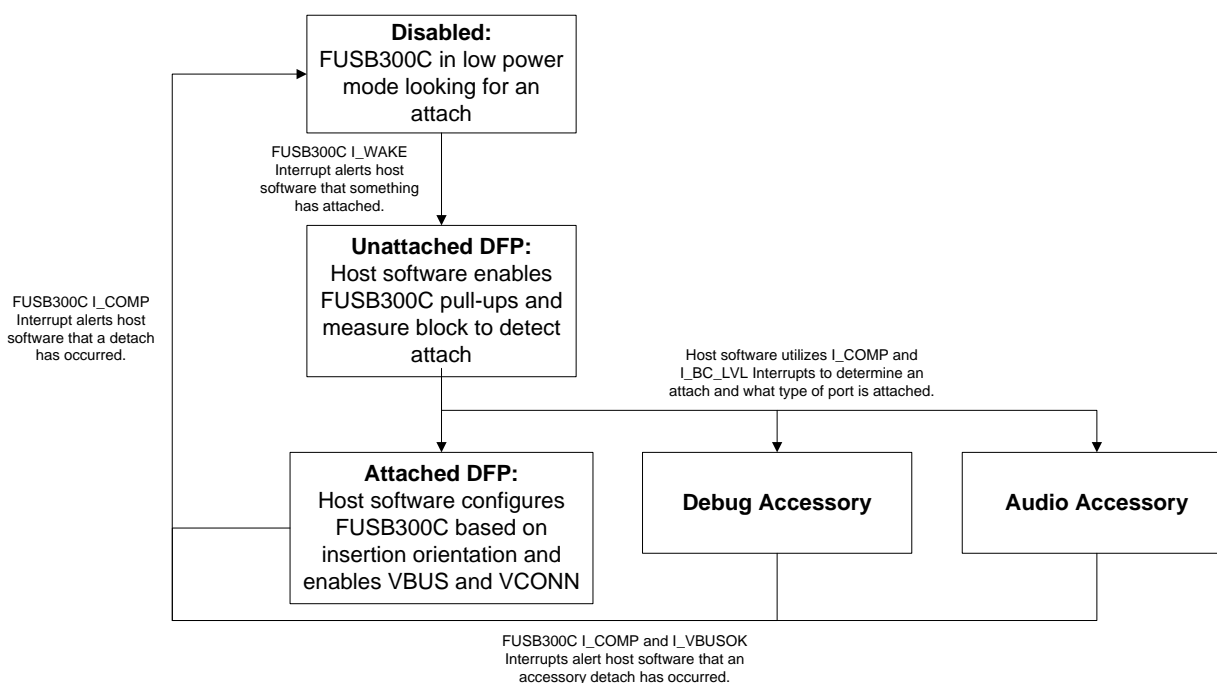 Disabled:
FUSB300C in low power
mode looking for an
attach
FUSB300C I_WAKE
Interrupt alerts host
software that something
has attached.
Unattached DFP:
Host software enables
FUSB300C pull-ups and
measure block to detect
attach
FUSB300C I_COMP
Interrupt alerts host
software that a detach
has occurred.
Host software utilizes I_COMP and
I_BC_LVL Interrupts to determine an
attach and what type of port is attached.
Attached DFP:
Host software configures
FUSB300C based on
insertion orientation and
enables VBUS and VCONN
Debug Accessory
Audio Accessory
FUSB300C I_COMP and I_VBUSOK
Interrupts alert host software that an
accessory detach has occurred.